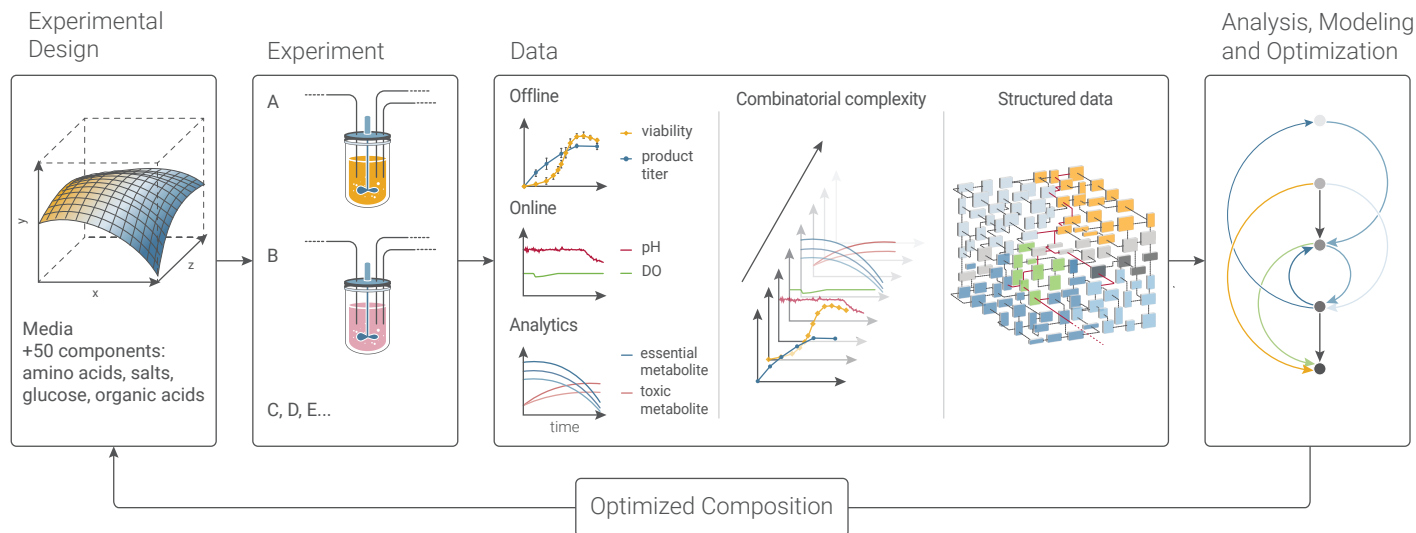 Experimental
Design
y
x
z
Media
+50 components:
amino acids, salts,
glucose, organic acids
Experiment
A
B
C, D, E...
Data
Offline
viability
product
titer
Online
pH
DO
Analytics
essential
metabolite
toxic
metabolite
time
Combinatorial complexity
Structured data
Analysis, Modeling
and Optimization
Optimized Composition